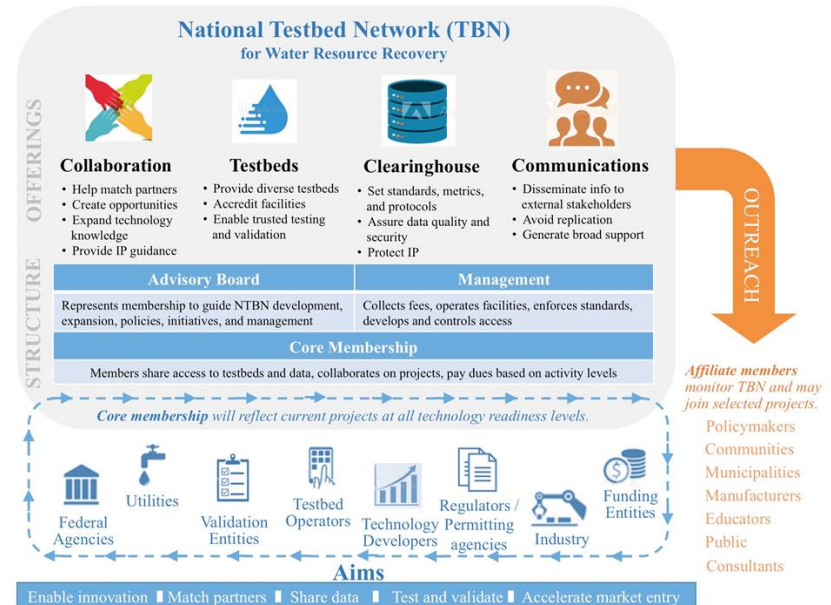 National Testbed Network (TBN)
for Water Resource Recovery
OFFERINGS
Collaboration
• Help match partners
• Create opportunities
• Expand technology
knowledge
• Provide IP guidance
Testbeds
• Provide diverse testbeds
• Accredit facilities
• Enable trusted testing
and validation
Clearinghouse
• Set standards, metrics,
and protocols
• Assure data quality and
security
• Protect IP
Communications
• Disseminate info to
external stakeholders
• Avoid replication
• Generate broad support
OUTREACH
STRUCTURE
Advisory Board
Represents membership to guide NTBN development,
expansion, policies, initiatives, and management
Management
Collects fees, operates facilities, enforces standards,
develops and controls access
Core Membership
Members share access to testbeds and data, collaborates on projects, pay dues based on activity levels
Core membership will reflect current projects at all technology readiness levels.
Federal
Agencies
Utilities
Validation
Entities
Testbed
Operators
Technology
Developers
Regulators /
Permitting
agencies
Industry
Funding
Entities
Affiliate members
monitor TBN and may
join selected projects.
Policymakers
Communities
Municipalities
Manufacturers
Educators
Public
Consultants
Aims
Enable innovation ▮ Match partners ▮ Share data ▮ Test and validate ▮ Accelerate market entry